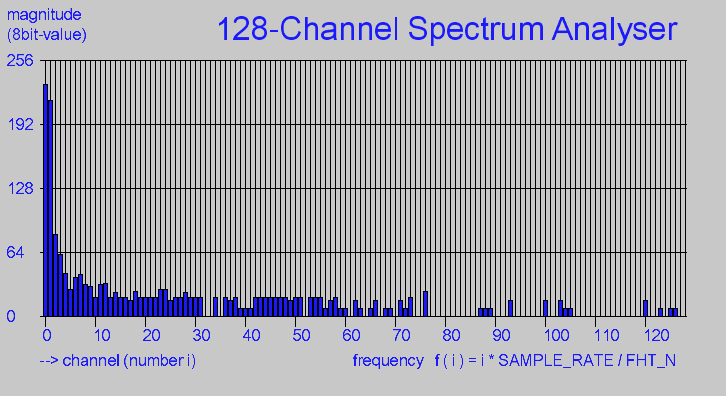 magnitude
(8bit-value)
128-Channel Spectrum Analyser
256
192
128
64
0
0 10 20 30 40 50 60 70 80 90 100 110 120
--> channel (number i)
frequency f ( i ) = i * SAMPLE_RATE / FHT_N